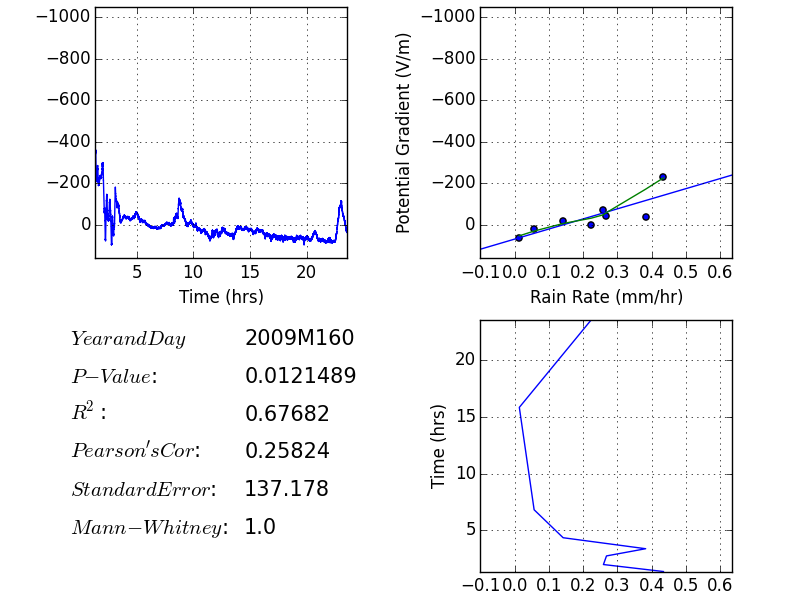 −1000
−800
−600
−400
−200
0
5 10 15 20
Time (hrs)
Potential Gradient (V/m)
−1000
−800
−600
−400
−200
0
−0.1 0.0 0.1 0.2 0.3 0.4 0.5 0.6
Rain Rate (mm/hr)
YearandDay 2009M160
P−Value: 0.0121489
R²: 0.67682
Pearson'sCor: 0.25824
StandardError: 137.178
Mann−Whitney: 1.0
Time (hrs)
20
15
10
5
−0.1 0.0 0.1 0.2 0.3 0.4 0.5 0.6